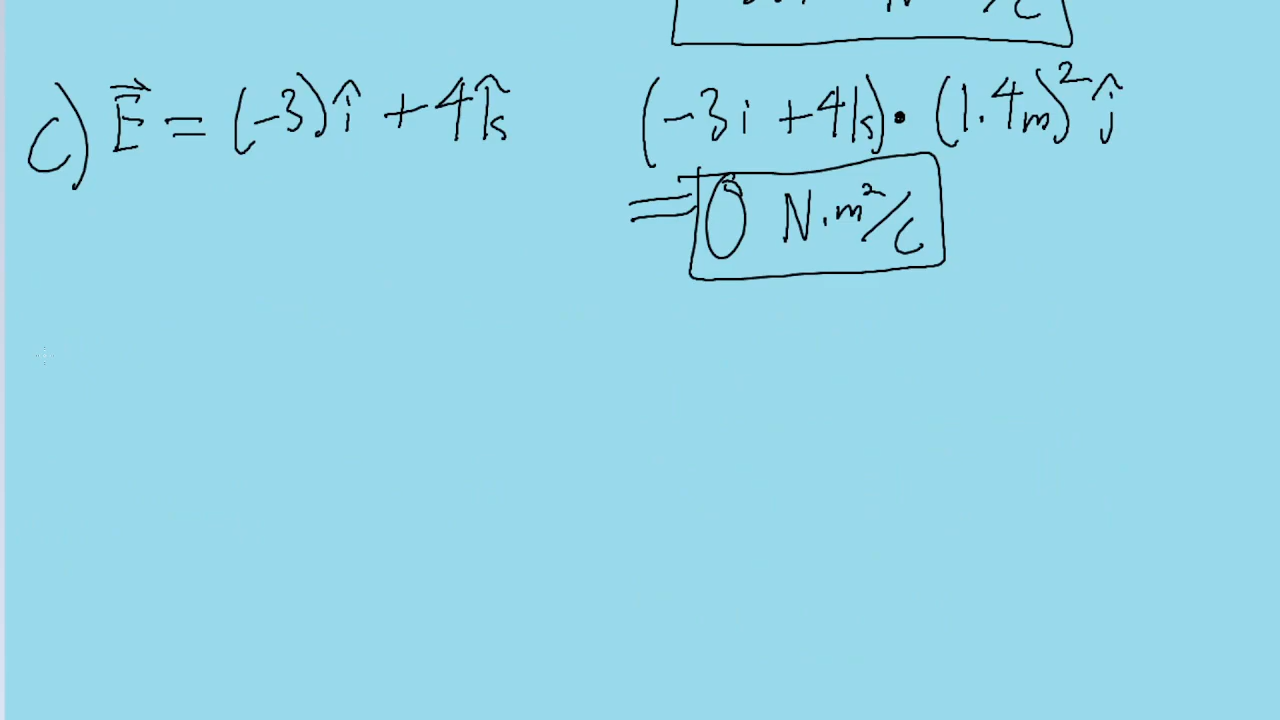 c) E⃗ = (-3)î + 4k̂
(-3i + 4k) • (1.4m)² ĵ
= 0 N·m²/C